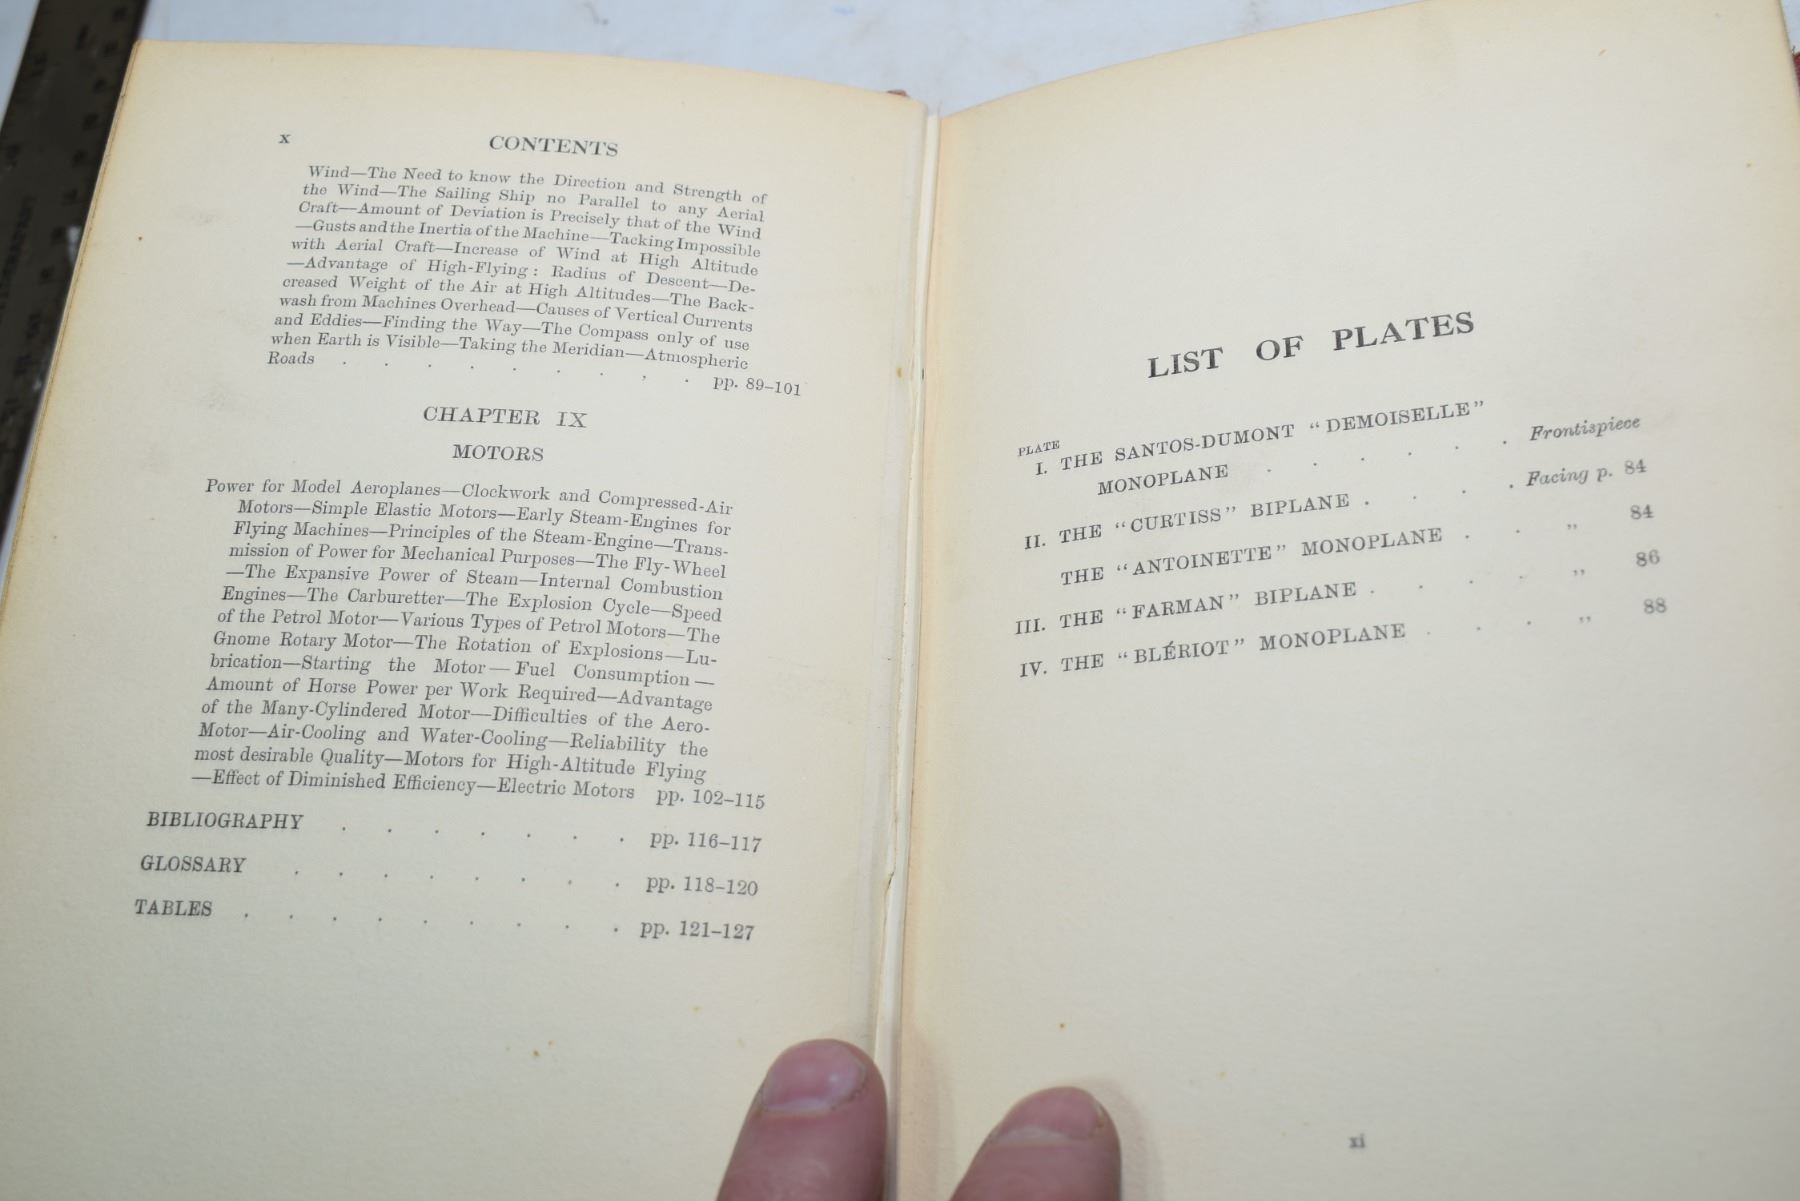 x
CONTENTS
Wind—The Need to know the Direction and Strength of
the Wind—The Sailing Ship no Parallel to any Aerial
Craft—Amount of Deviation is Precisely that of the Wind
—Gusts and the Inertia of the Machine—Tacking Impossible
with Aerial Craft—Increase of Wind at High Altitude
—Advantage of High-Flying: Radius of Descent—De-
creased Weight of the Air at High Altitudes—The Back-
wash from Machines Overhead—Causes of Vertical Currents
and Eddies—Finding the Way—The Compass only of use
when Earth is Visible—Taking the Meridian—Atmospheric
Roads . . . . . . . . . pp. 89–101
CHAPTER IX
MOTORS
Power for Model Aeroplanes—Clockwork and Compressed-Air
Motors—Simple Elastic Motors—Early Steam-Engines for
Flying Machines—Principles of the Steam-Engine—Trans-
mission of Power for Mechanical Purposes—The Fly-Wheel
—The Expansive Power of Steam—Internal Combustion
Engines—The Carburetter—The Explosion Cycle—Speed
of the Petrol Motor—Various Types of Petrol Motors—The
Gnome Rotary Motor—The Rotation of Explosions—Lu-
brication—Starting the Motor—Fuel Consumption—
Amount of Horse Power per Work Required—Advantage
of the Many-Cylindered Motor—Difficulties of the Aero-
Motor—Air-Cooling and Water-Cooling—Reliability the
most desirable Quality—Motors for High-Altitude Flying
—Effect of Diminished Efficiency—Electric Motors pp. 102–115
BIBLIOGRAPHY . . . . . . . pp. 116–117
GLOSSARY . . . . . . . . pp. 118–120
TABLES . . . . . . . . . pp. 121–127
LIST OF PLATES
PLATE
I. THE SANTOS-DUMONT “DEMOISELLE”
MONOPLANE . . . . . . Frontispiece
II. THE “CURTISS” BIPLANE . . . . Facing p. 84
THE “ANTOINETTE” MONOPLANE . . ,, 84
III. THE “FARMAN” BIPLANE . . . . ,, 86
IV. THE “BLÉRIOT” MONOPLANE . . . ,, 88
xi